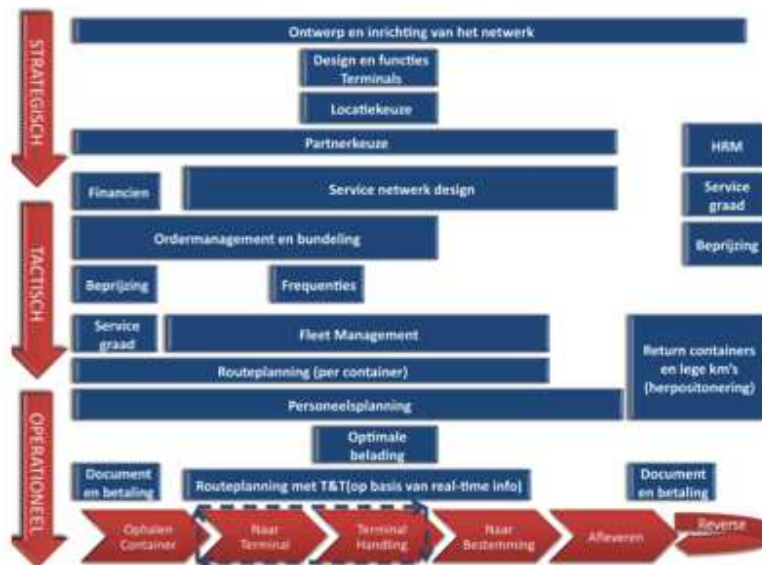 STRATEGISCH
Ontwerp en inrichting van het netwerk
Design en functies
Terminals
Locatiekeuze
Partnerkeuze
HRM
Financien
Service netwerk design
Service
graad
TACTISCH
Ordermanagement en bundeling
Beprijzing
Beprijzing
Frequenties
Service
graad
Fleet Management
Return containers
en lege km's
(herpositonering)
Routeplanning (per container)
OPERATIONEEL
Personeelsplanning
Optimale
belading
Document
en betaling
Routeplanning met T&T(op basis van real-time info)
Document
en betaling
Ophalen
Container
Naar
Terminal
Terminal
Handling
Naar
Bestemming
Afleveren
Reverse